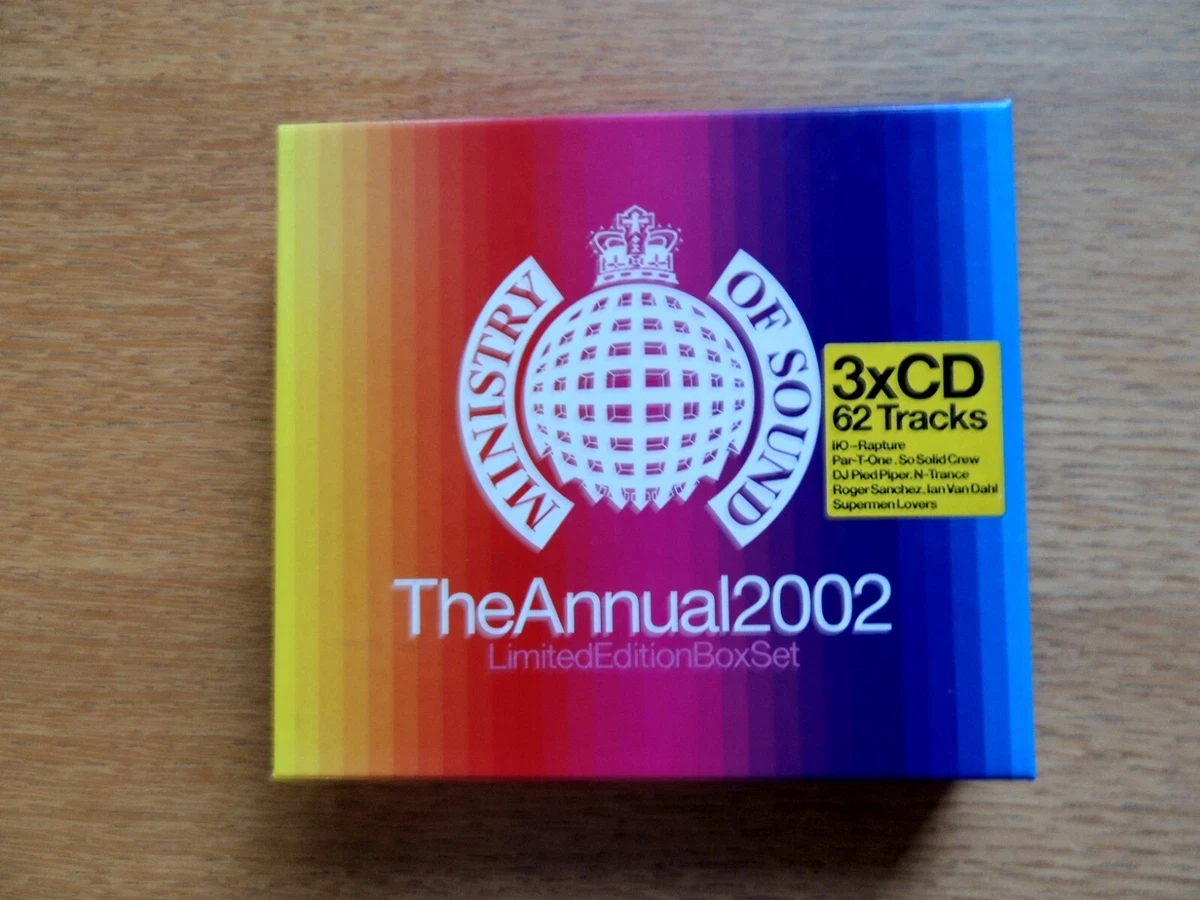 MINISTRY
OF SOUND
3xCD
62 Tracks
iiO-Rapture
Par-T-One. So Solid Crew
DJ Pied Piper. N-Trance
Roger Sanchez. Ian Van Dahl
Supermen Lovers
TheAnnual2002
LimitedEditionBoxSet